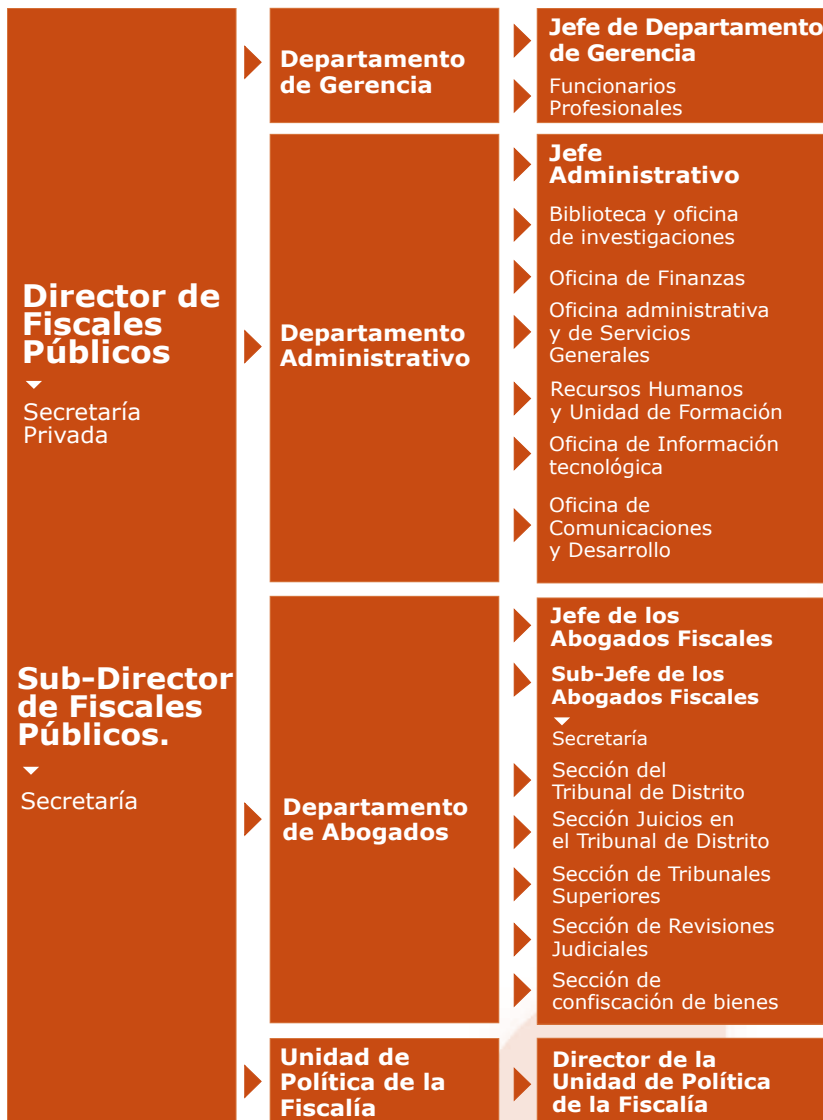 Director de
Fiscales
Públicos
Secretaría
Privada
Sub-Director
de Fiscales
Públicos.
Secretaría
Departamento
de Gerencia
Jefe de Departamento
de Gerencia
Funcionarios
Profesionales
Departamento
Administrativo
Jefe
Administrativo
Biblioteca y oficina
de investigaciones
Oficina de Finanzas
Oficina administrativa
y de Servicios
Generales
Recursos Humanos
y Unidad de Formación
Oficina de Información
tecnológica
Oficina de
Comunicaciones
y Desarrollo
Departamento
de Abogados
Jefe de los
Abogados Fiscales
Sub-Jefe de los
Abogados Fiscales
Secretaría
Sección del
Tribunal de Distrito
Sección Juicios en
el Tribunal de Distrito
Sección de Tribunales
Superiores
Sección de Revisiones
Judiciales
Sección de
confiscación de bienes
Unidad de
Política de la
Fiscalía
Director de la
Unidad de Política
de la Fiscalía